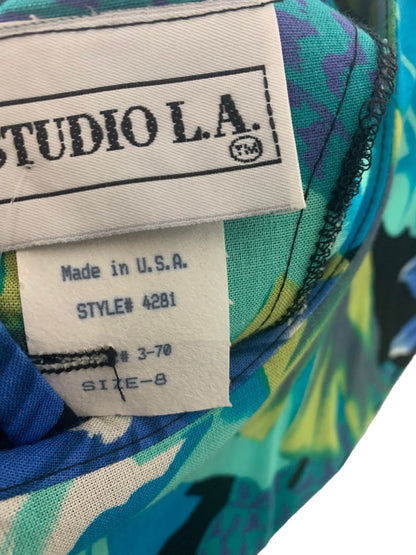 STUDIO L.A.
TM
Made in U.S.A.
STYLE# 4281
# 3-70
SIZE-8